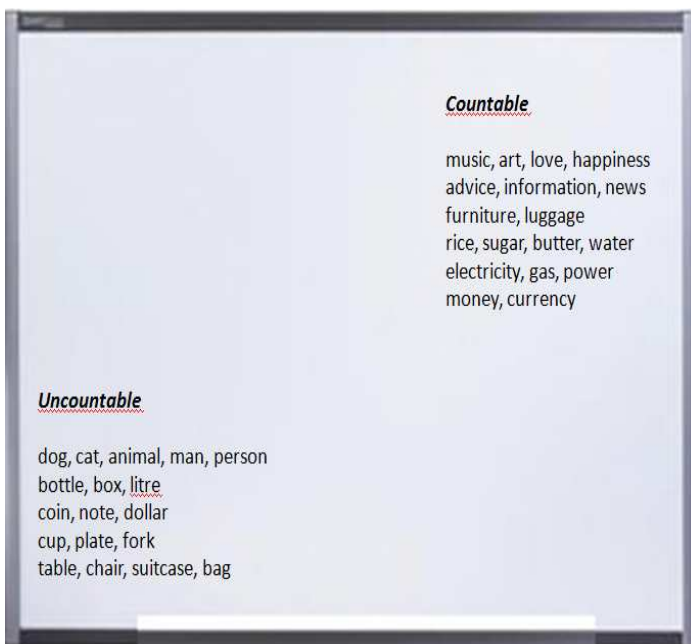 Countable
music, art, love, happiness
advice, information, news
furniture, luggage
rice, sugar, butter, water
electricity, gas, power
money, currency
Uncountable
dog, cat, animal, man, person
bottle, box, litre
coin, note, dollar
cup, plate, fork
table, chair, suitcase, bag